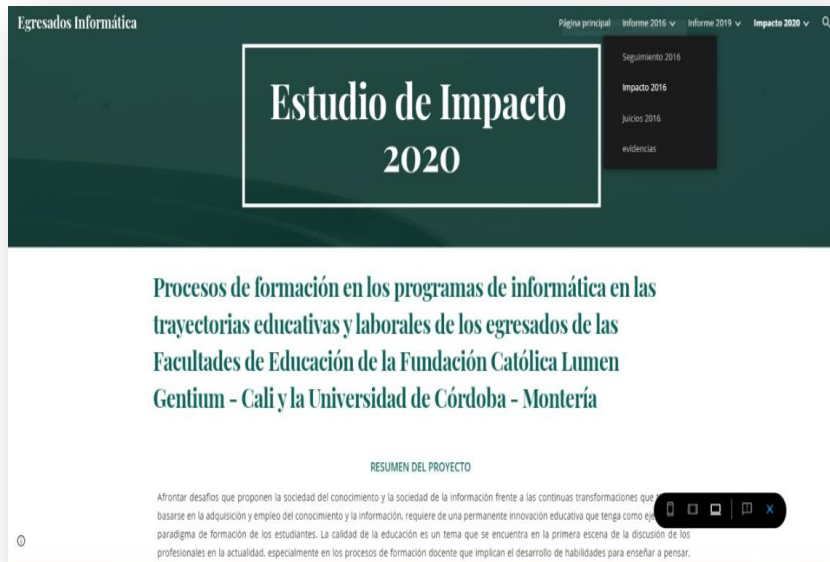 Egresados Informática
Página principal Informe 2016 Informe 2019 Impacto 2020
Seguimiento 2016
Impacto 2016
Juicios 2016
evidencias
Estudio de Impacto
2020
Procesos de formación en los programas de informática en las
trayectorias educativas y laborales de los egresados de las
Facultades de Educación de la Fundación Católica Lumen
Gentium - Cali y la Universidad de Córdoba - Montería
RESUMEN DEL PROYECTO
Afrontar desafíos que proponen la sociedad del conocimiento y la sociedad de la información frente a las continuas transformaciones que
basarse en la adquisición y empleo del conocimiento y la información, requiere de una permanente innovación educativa que tenga como
paradigma de formación de los estudiantes. La calidad de la educación es un tema que se encuentra en la primera escena de la discusión de los
profesionales en la actualidad, especialmente en los procesos de formación docente que implican el desarrollo de habilidades para enseñar a pensar.